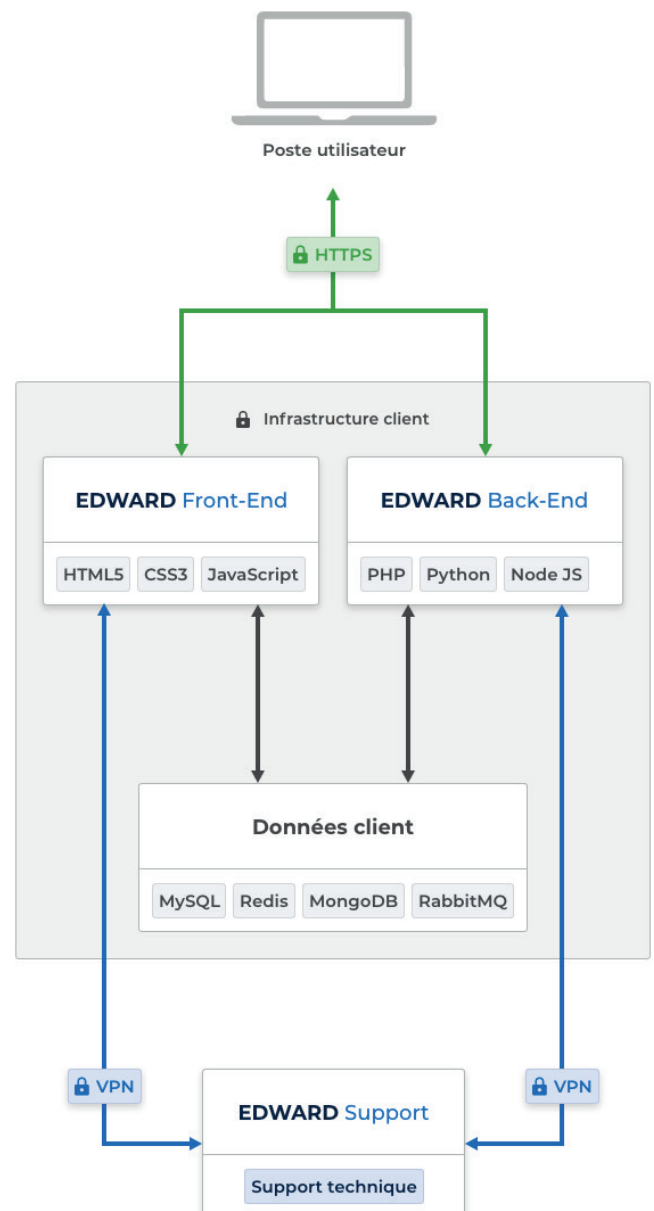 Poste utilisateur
HTTPS
Infrastructure client
EDWARD Front-End
EDWARD Back-End
HTML5 CSS3 JavaScript
PHP Python Node JS
Données client
MySQL Redis MongoDB RabbitMQ
VPN
VPN
EDWARD Support
Support technique